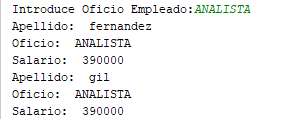 Introduce Oficio Empleado:ANALISTA
Apellido:  fernandez
Oficio:  ANALISTA
Salario:  390000
Apellido:  gil
Oficio:  ANALISTA
Salario:  390000